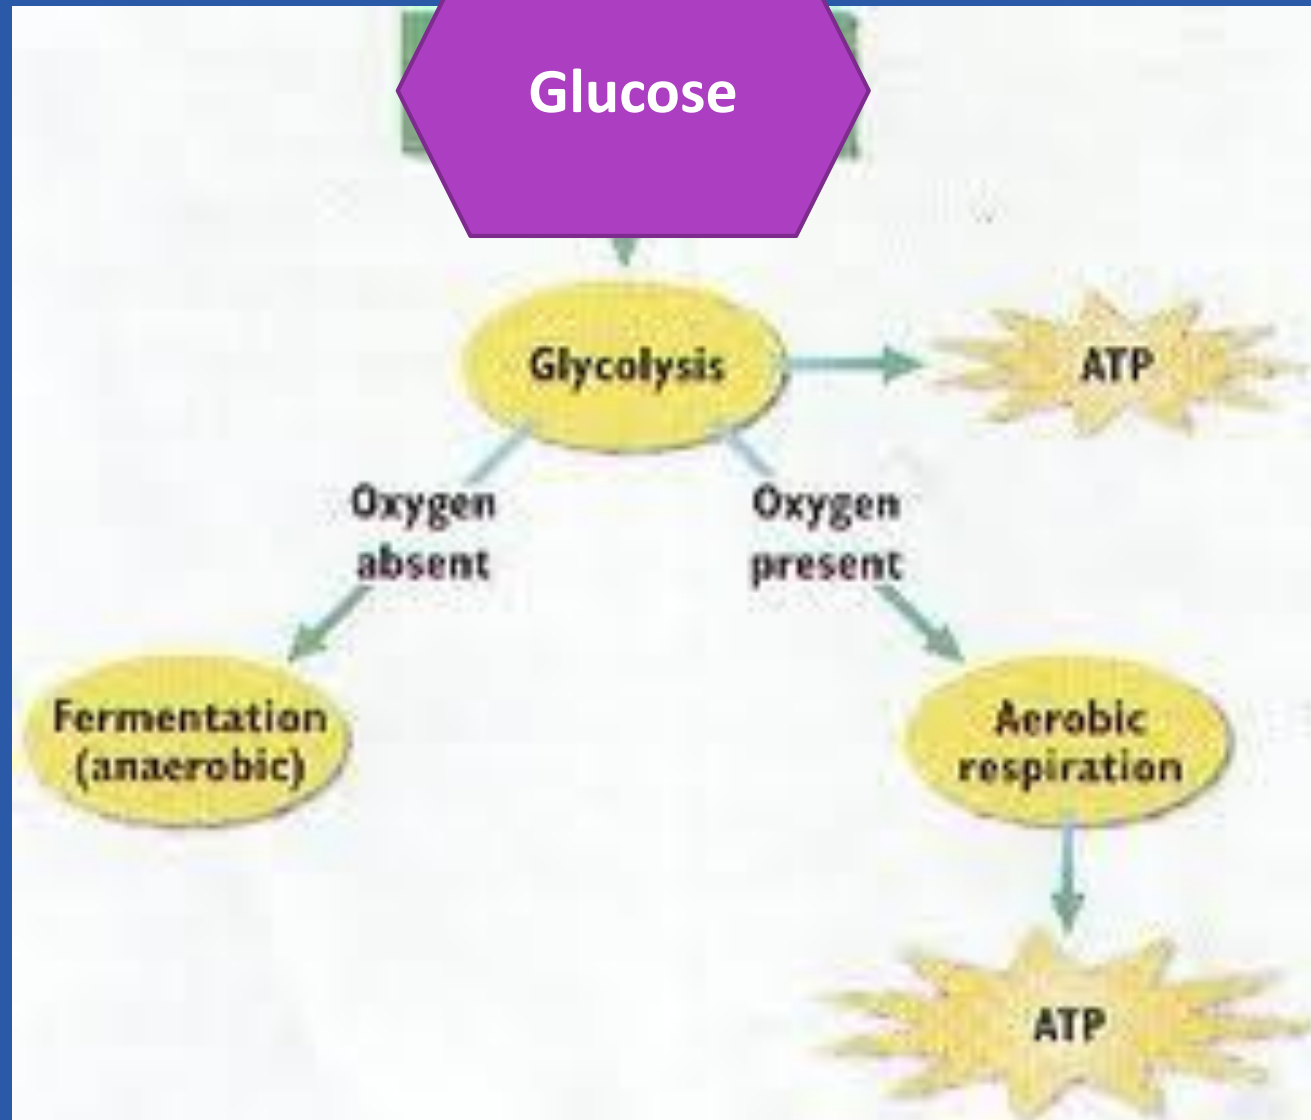 Glucose
Glycolysis
ATP
Oxygen
absent
Oxygen
present
Fermentation
(anaerobic)
Aerobic
respiration
ATP